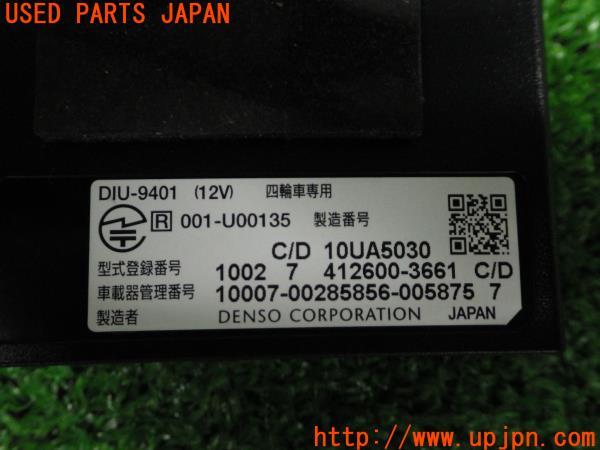 USED PARTS JAPAN
DIU-9401 (12V) 四輪車専用
R 001-U00135 製造番号
C/D 10UA5030
型式登録番号 1002 7 412600-3661 C/D
車載器管理番号 10007-00285856-005875 7
製造者 DENSO CORPORATION JAPAN
http://www.upjpn.com